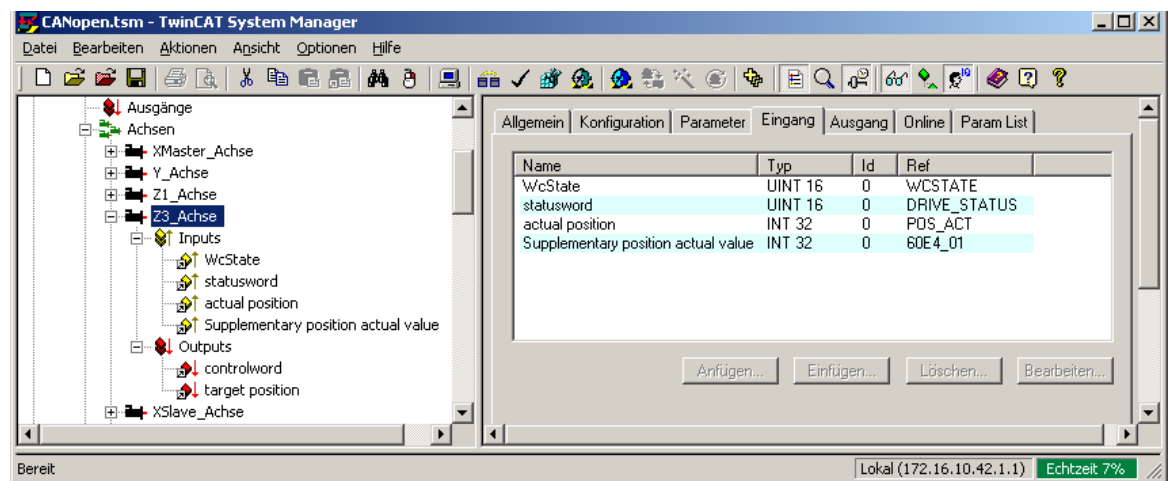 CANopen.tsm - TwinCAT System Manager
Datei Bearbeiten Aktionen Ansicht Optionen Hilfe
Ausgänge
Achsen
XMaster_Achse
Y_Achse
Z1_Achse
Z3_Achse
Inputs
WcState
statusword
actual position
Supplementary position actual value
Outputs
controlword
target position
XSlave_Achse
Allgemein Konfiguration Parameter Eingang Ausgang Online Param List
Name Typ Id Ref
WcState UINT 16 0 WCSTATE
statusword UINT 16 0 DRIVE_STATUS
actual position INT 32 0 POS_ACT
Supplementary position actual value INT 32 0 60E4_01
Anfügen... Einfügen... Löschen... Bearbeiten...
Bereit Lokal (172.16.10.42.1.1) Echtzeit 7%